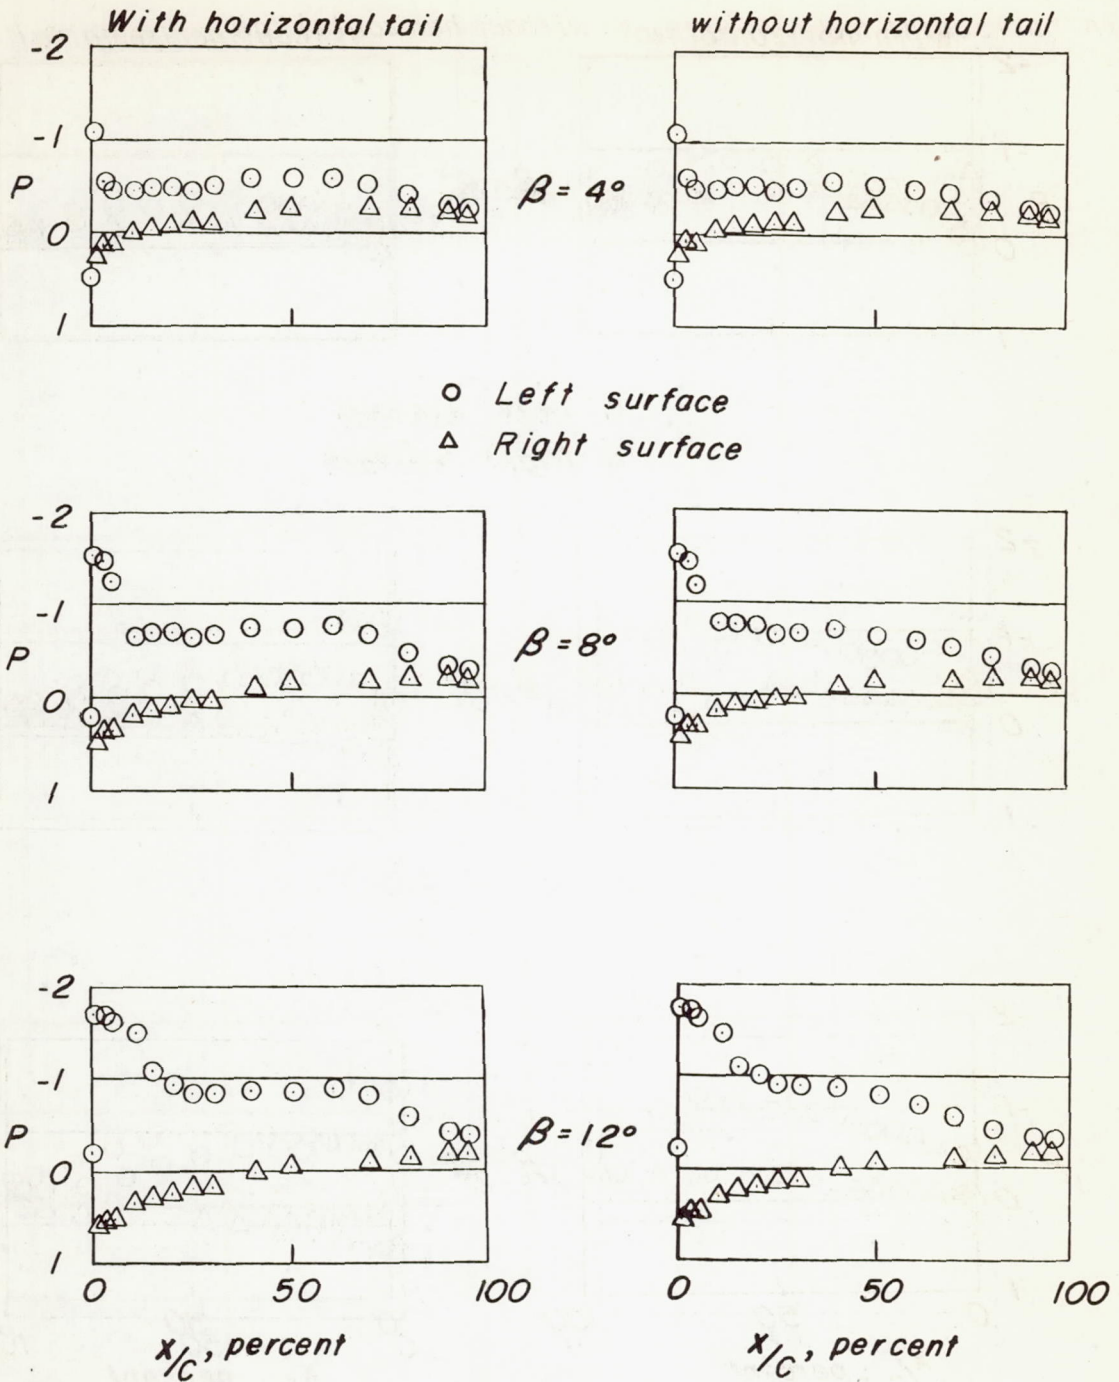 With horizontal tail
without horizontal tail
-2
-1
P
0
1
β = 4°
○ Left surface
△ Right surface
-2
-1
P
0
1
β = 8°
-2
-1
P
0
1
β = 12°
0 50 100
0 50 100
x/c, percent
x/c, percent